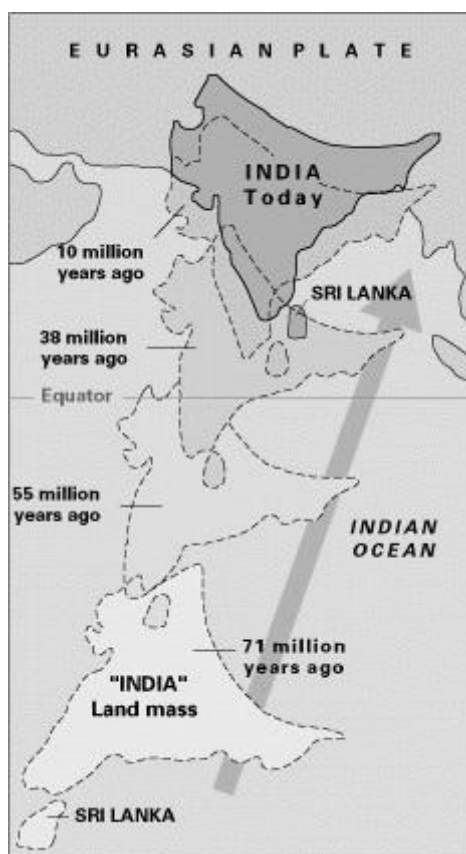 EURASIAN PLATE
INDIA
Today
10 million
years ago
SRI LANKA
38 million
years ago
Equator
55 million
years ago
INDIAN
OCEAN
71 million
years ago
"INDIA"
Land mass
SRI LANKA